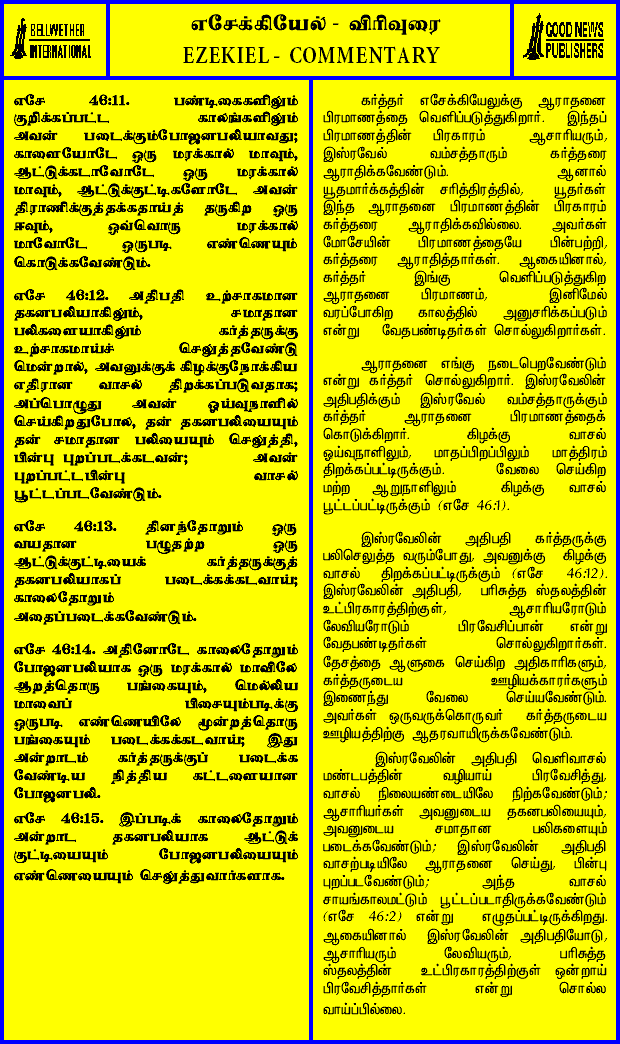 BELLWETHER
INTERNATIONAL
எசேக்கியேல் - விரிவுரை
EZEKIEL - COMMENTARY
GOOD NEWS
PUBLISHERS
எசே 46:11. பண்டிகைகளிலும்
குறிக்கப்பட்ட காலங்களிலும்
அவன் படைக்கும்போஜனபலியாவது;
காளையோடே ஒரு மரக்கால் மாவும்,
ஆட்டுக்கடாவோடே ஒரு மரக்கால்
மாவும், ஆட்டுக்குட்டிகளோடே அவன்
திராணிக்குத்தக்கதாய்த் தருகிற ஒரு
ஈவும், ஒவ்வொரு மரக்கால்
மாவோடே ஒருபடி எண்ணெயும்
கொடுக்கவேண்டும்.
எசே 46:12. அதிபதி உற்சாகமான
தகனபலியாகிலும், சமாதான
பலிகளையாகிலும் கர்த்தருக்கு
உற்சாகமாய்ச் செலுத்தவேண்டு
மென்றால், அவனுக்குக் கிழக்குநோக்கிய
எதிரான வாசல் திறக்கப்படுவதாக;
அப்பொழுது அவன் ஓய்வுநாளில்
செய்கிறதுபோல, தன் தகனபலியையும்
தன் சமாதான பலியையும் செலுத்தி,
பின்பு புறப்படக்கடவன்; அவன்
புறப்பட்டபின்பு வாசல்
பூட்டப்படவேண்டும்.
எசே 46:13. தினந்தோறும் ஒரு
வயதான பழுதற்ற ஒரு
ஆட்டுக்குட்டியைக் கர்த்தருக்குத்
தகனபலியாகப் படைக்கக்கடவாய்;
காலைதோறும்
அதைப்படைக்கவேண்டும்.
எசே 46:14. அதினோடே காலைதோறும்
போஜனபலியாக ஒரு மரக்கால் மாவிலே
ஆறத்தொரு பங்கையும், மெல்லிய
மாவைப் பிசையும்படிக்கு
ஒருபடி எண்ணெயிலே மூன்றத்தொரு
பங்கையும் படைக்கக்கடவாய்; இது
அன்றாடம் கர்த்தருக்குப் படைக்க
வேண்டிய நித்திய கட்டளையான
போஜனபலி.
எசே 46:15. இப்படிக் காலைதோறும்
அன்றாட தகனபலியாக ஆட்டுக்
குட்டியையும் போஜனபலியையும்
எண்ணெயையும் செலுத்துவார்களாக.
கர்த்தர் எசேக்கியேலுக்கு ஆராதனை
பிரமாணத்தை வெளிப்படுத்துகிறார். இந்தப்
பிரமாணத்தின் பிரகாரம் ஆசாரியரும்,
இஸ்ரவேல் வம்சத்தாரும் கர்த்தரை
ஆராதிக்கவேண்டும். ஆனால்
யூதமார்க்கத்தின் சரித்திரத்தில், யூதர்கள்
இந்த ஆராதனை பிரமாணத்தின் பிரகாரம்
கர்த்தரை ஆராதிக்கவில்லை. அவர்கள்
மோசேயின் பிரமாணத்தையே பின்பற்றி,
கர்த்தரை ஆராதித்தார்கள். ஆகையினால்,
கர்த்தர் இங்கு வெளிப்படுத்துகிற
ஆராதனை பிரமாணம், இனிமேல்
வரப்போகிற காலத்தில் அனுசரிக்கப்படும்
என்று வேதபண்டிதர்கள் சொல்லுகிறார்கள்.
ஆராதனை எங்கு நடைபெறவேண்டும்
என்று கர்த்தர் சொல்லுகிறார். இஸ்ரவேலின்
அதிபதிக்கும் இஸ்ரவேல் வம்சத்தாருக்கும்
கர்த்தர் ஆராதனை பிரமாணத்தைக்
கொடுக்கிறார். கிழக்கு வாசல்
ஓய்வுநாளிலும், மாதப்பிறப்பிலும் மாத்திரம்
திறக்கப்பட்டிருக்கும். வேலை செய்கிற
மற்ற ஆறுநாளிலும் கிழக்கு வாசல்
பூட்டப்பட்டிருக்கும் (எசே 46:1).
இஸ்ரவேலின் அதிபதி கர்த்தருக்கு
பலிசெலுத்த வரும்போது, அவனுக்கு கிழக்கு
வாசல் திறக்கப்பட்டிருக்கும் (எசே 46:12).
இஸ்ரவேலின் அதிபதி, பரிசுத்த ஸ்தலத்தின்
உட்பிரகாரத்திற்குள், ஆசாரியரோடும்
லேவியரோடும் பிரவேசிப்பான் என்று
வேதபண்டிதர்கள் சொல்லுகிறார்கள்.
தேசத்தை ஆளுகை செய்கிற அதிகாரிகளும்,
கர்த்தருடைய ஊழியக்காரர்களும்
இணைந்து வேலை செய்யவேண்டும்.
அவர்கள் ஒருவருக்கொருவர் கர்த்தருடைய
ஊழியத்திற்கு ஆதரவாயிருக்கவேண்டும்.
இஸ்ரவேலின் அதிபதி வெளிவாசல்
மண்டபத்தின் வழியாய் பிரவேசித்து,
வாசல் நிலையண்டையிலே நிற்கவேண்டும்;
ஆசாரியர்கள் அவனுடைய தகனபலியையும்,
அவனுடைய சமாதான பலிகளையும்
படைக்கவேண்டும்; இஸ்ரவேலின் அதிபதி
வாசற்படியிலே ஆராதனை செய்து, பின்பு
புறப்படவேண்டும்; அந்த வாசல்
சாயங்காலமட்டும் பூட்டப்படாதிருக்கவேண்டும்
(எசே 46:2) என்று எழுதப்பட்டிருக்கிறது.
ஆகையினால் இஸ்ரவேலின் அதிபதியோடு,
ஆசாரியரும் லேவியரும், பரிசுத்த
ஸ்தலத்தின் உட்பிரகாரத்திற்குள் ஒன்றாய்
பிரவேசித்தார்கள் என்று சொல்ல
வாய்ப்பில்லை.